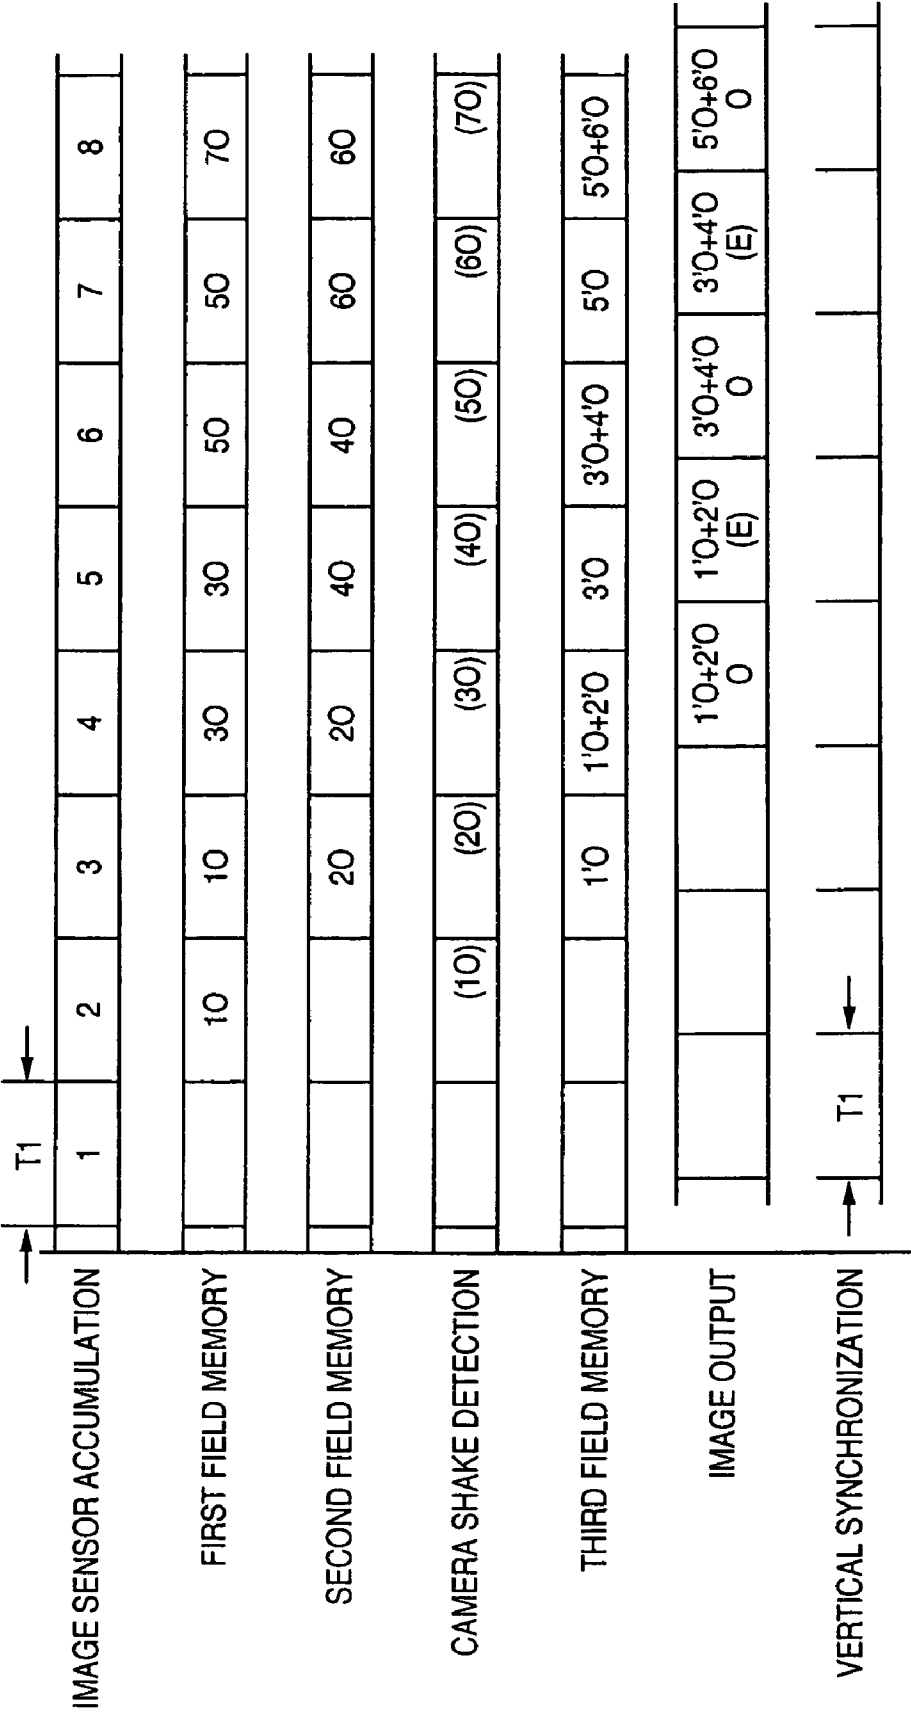 T1
IMAGE SENSOR ACCUMULATION 1 2 3 4 5 6 7 8
FIRST FIELD MEMORY 1O 1O 3O 3O 5O 5O 7O
SECOND FIELD MEMORY 2O 2O 4O 4O 6O 6O
CAMERA SHAKE DETECTION (1O) (2O) (3O) (4O) (5O) (6O) (7O)
THIRD FIELD MEMORY 1'O 1'O+2'O 3'O 3'O+4'O 5'O 5'O+6'O
IMAGE OUTPUT 1'O+2'O 1'O+2'O 3'O+4'O 3'O+4'O 5'O+6'O
O (E) O (E) O
VERTICAL SYNCHRONIZATION T1